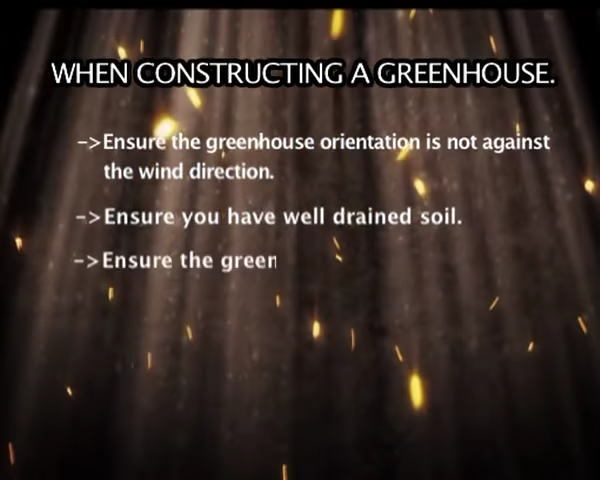 WHEN CONSTRUCTING A GREENHOUSE.
->Ensure the greenhouse orientation is not against
the wind direction.
->Ensure you have well drained soil.
->Ensure the green